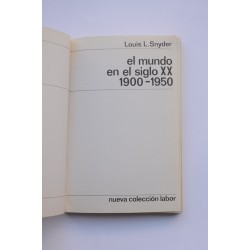 Louis L. Snyder
el mundo
en el siglo XX
1900-1950
nueva colección labor